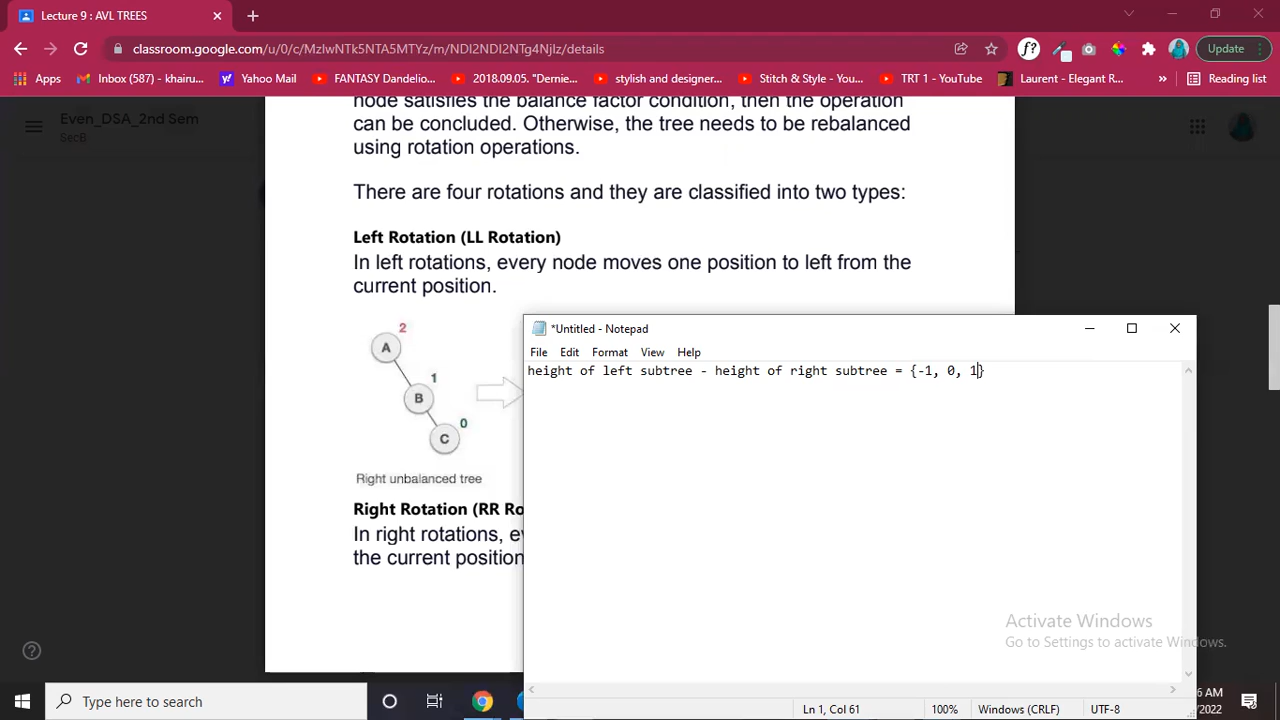 Lecture 9 : AVL TREES
classroom.google.com/u/0/c/MzIwNTk5NTA5MTYz/m/NDI2NDI2NTg4NjIz/details
Update
Apps
Inbox (587) - khairu...
Yahoo Mail
FANTASY Dandelio...
2018.09.05. "Dernie...
stylish and designer...
Stitch & Style - You...
TRT 1 - YouTube
Laurent - Elegant R...
Reading list
Even_DSA_2nd Sem
SecB
node satisfies the balance factor condition, then the operation
can be concluded. Otherwise, the tree needs to be rebalanced
using rotation operations.
There are four rotations and they are classified into two types:
Left Rotation (LL Rotation)
In left rotations, every node moves one position to left from the
current position.
2
A
1
B
0
C
Right unbalanced tree
Right Rotation (RR Ro
In right rotations, ev
the current position
*Untitled - Notepad
File Edit Format View Help
height of left subtree - height of right subtree = {-1, 0, 1}
Activate Windows
Go to Settings to activate Windows.
Ln 1, Col 61
100%
Windows (CRLF)
UTF-8
Type here to search
6 AM
/2022